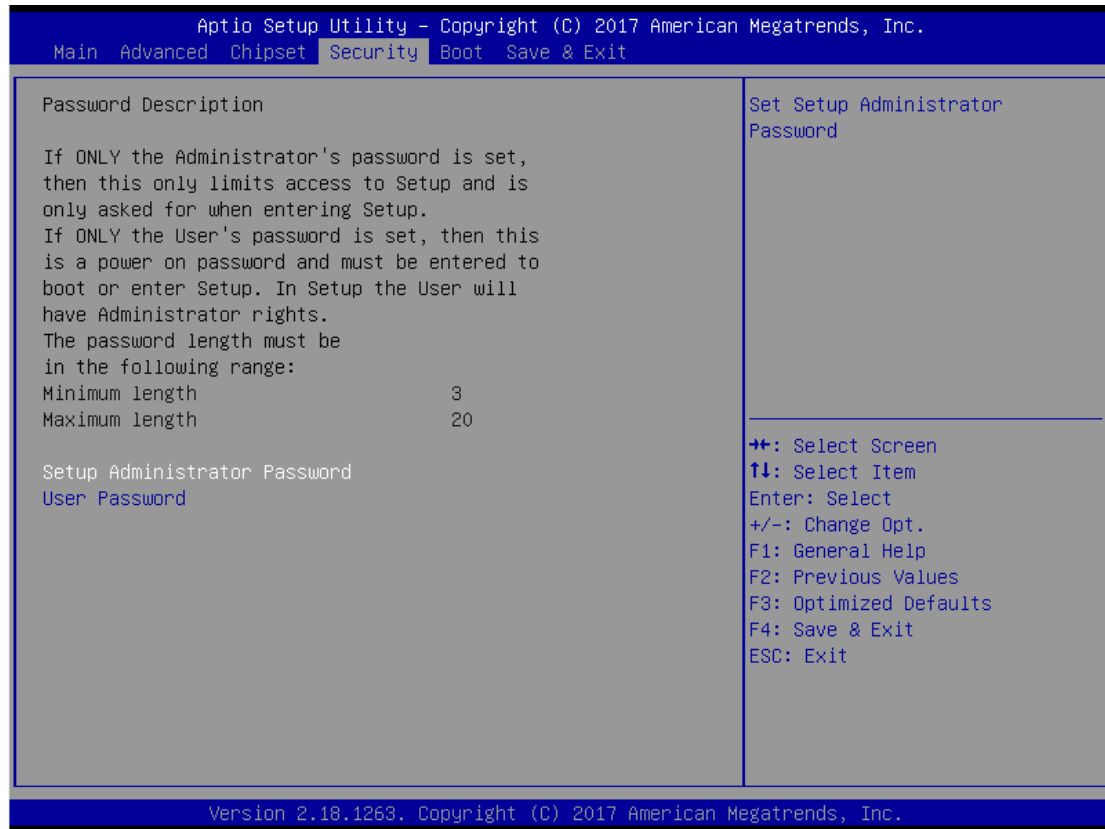 Aptio Setup Utility – Copyright (C) 2017 American Megatrends, Inc.
Main Advanced Chipset Security Boot Save & Exit
Password Description
If ONLY the Administrator's password is set,
then this only limits access to Setup and is
only asked for when entering Setup.
If ONLY the User's password is set, then this
is a power on password and must be entered to
boot or enter Setup. In Setup the User will
have Administrator rights.
The password length must be
in the following range:
Minimum length 3
Maximum length 20
Setup Administrator Password
User Password
Set Setup Administrator
Password
→←: Select Screen
↑↓: Select Item
Enter: Select
+/-: Change Opt.
F1: General Help
F2: Previous Values
F3: Optimized Defaults
F4: Save & Exit
ESC: Exit
Version 2.18.1263. Copyright (C) 2017 American Megatrends, Inc.